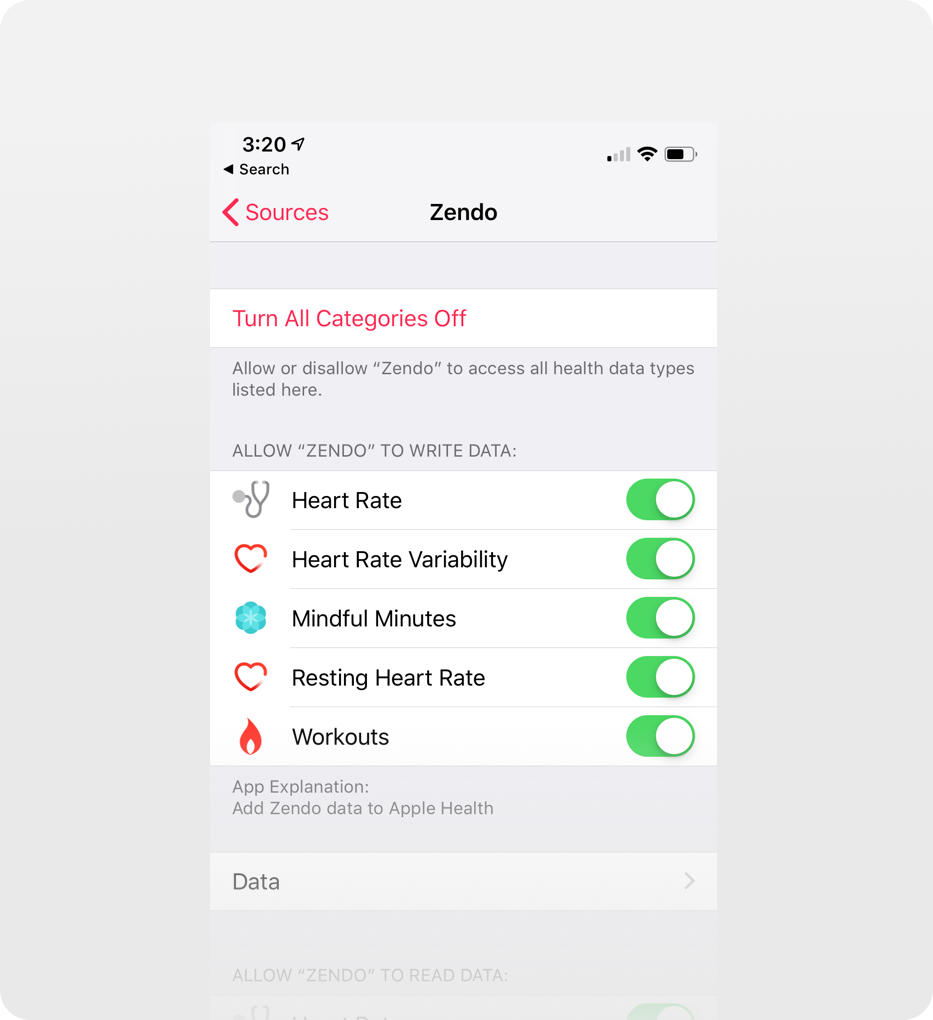 3:20
◀ Search
Sources
Zendo
Turn All Categories Off
Allow or disallow “Zendo” to access all health data types
listed here.
ALLOW “ZENDO” TO WRITE DATA:
Heart Rate
Heart Rate Variability
Mindful Minutes
Resting Heart Rate
Workouts
App Explanation:
Add Zendo data to Apple Health
Data
ALLOW “ZENDO” TO READ DATA:
Heart Rate